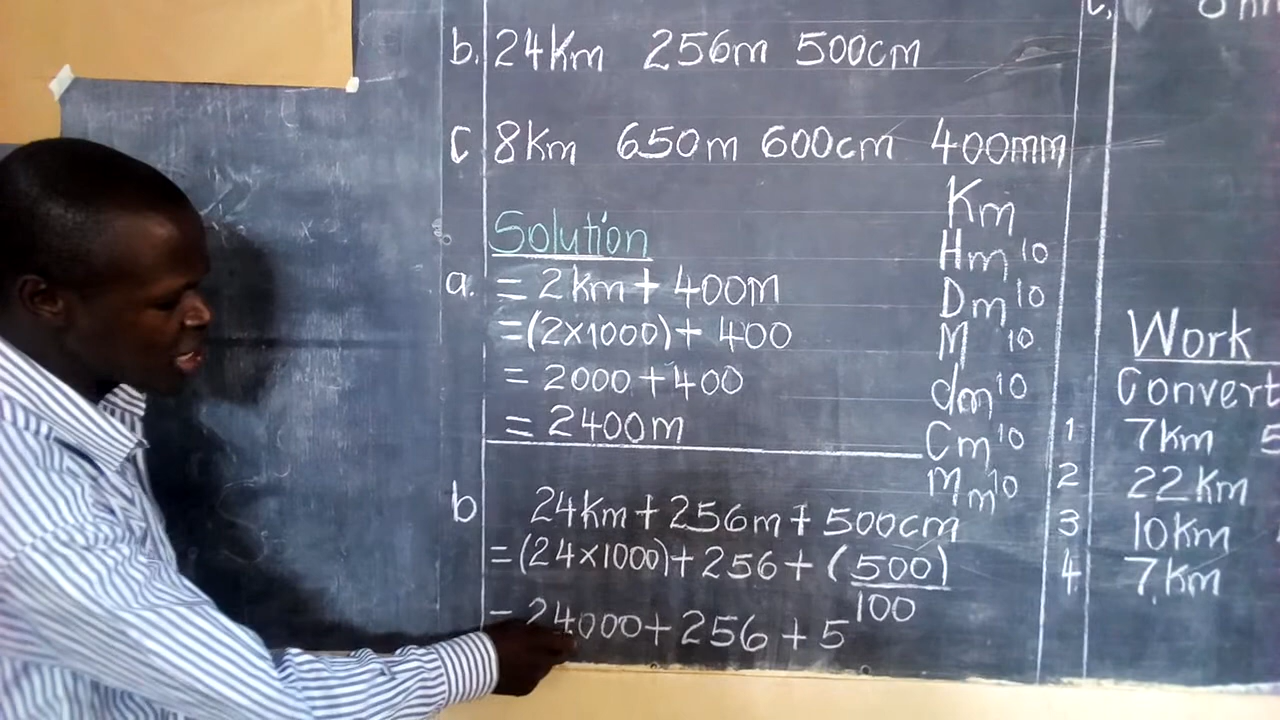 b. 24Km 256m 500cm
c 8Km 650m 600cm 400mm
Solution
a. = 2km + 400m
=(2x1000)+ 400
= 2000 + 400
= 2400m
b 24Km + 256m + 500cm
=(24x1000)+ 256 + (500)
100
= 24000 + 256 + 5
Km
Hm 10
Dm 10
M 10
dm 10
Cm 10
Mm 10
Work
Convert
1 7Km 5
2 22Km
3 10Km
4 7Km